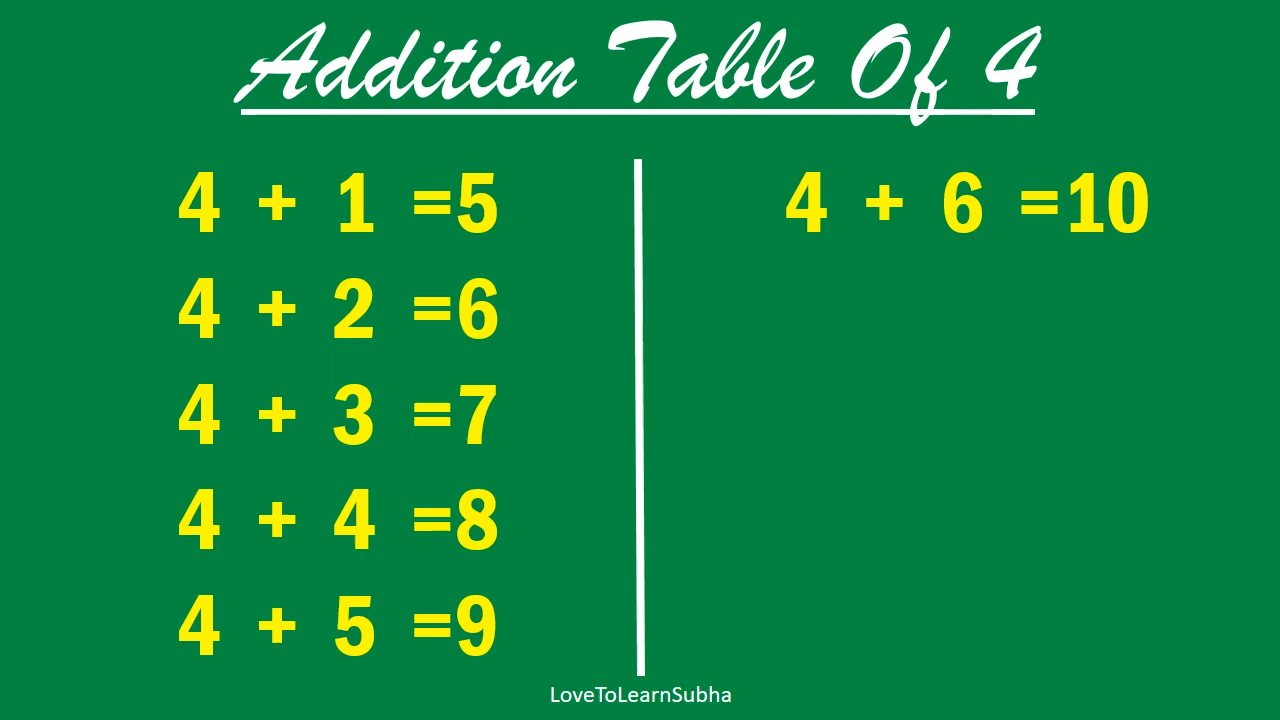 Addition Table Of 4
4 + 1 =5
4 + 2 =6
4 + 3 =7
4 + 4 =8
4 + 5 =9
4 + 6 =10
LoveToLearnSubha